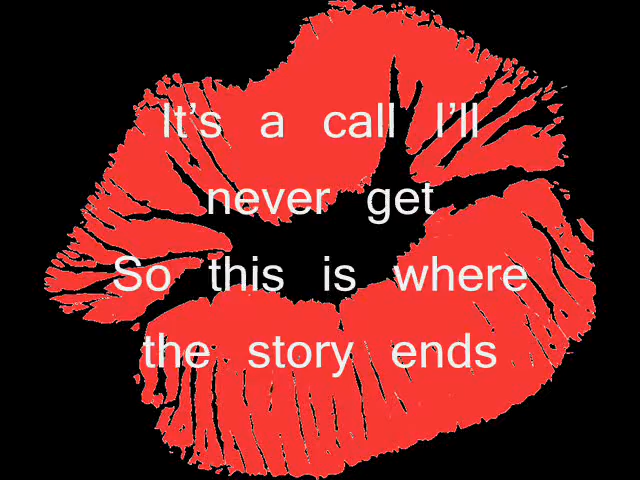 It's a call I'll
never get
So this is where
the story ends